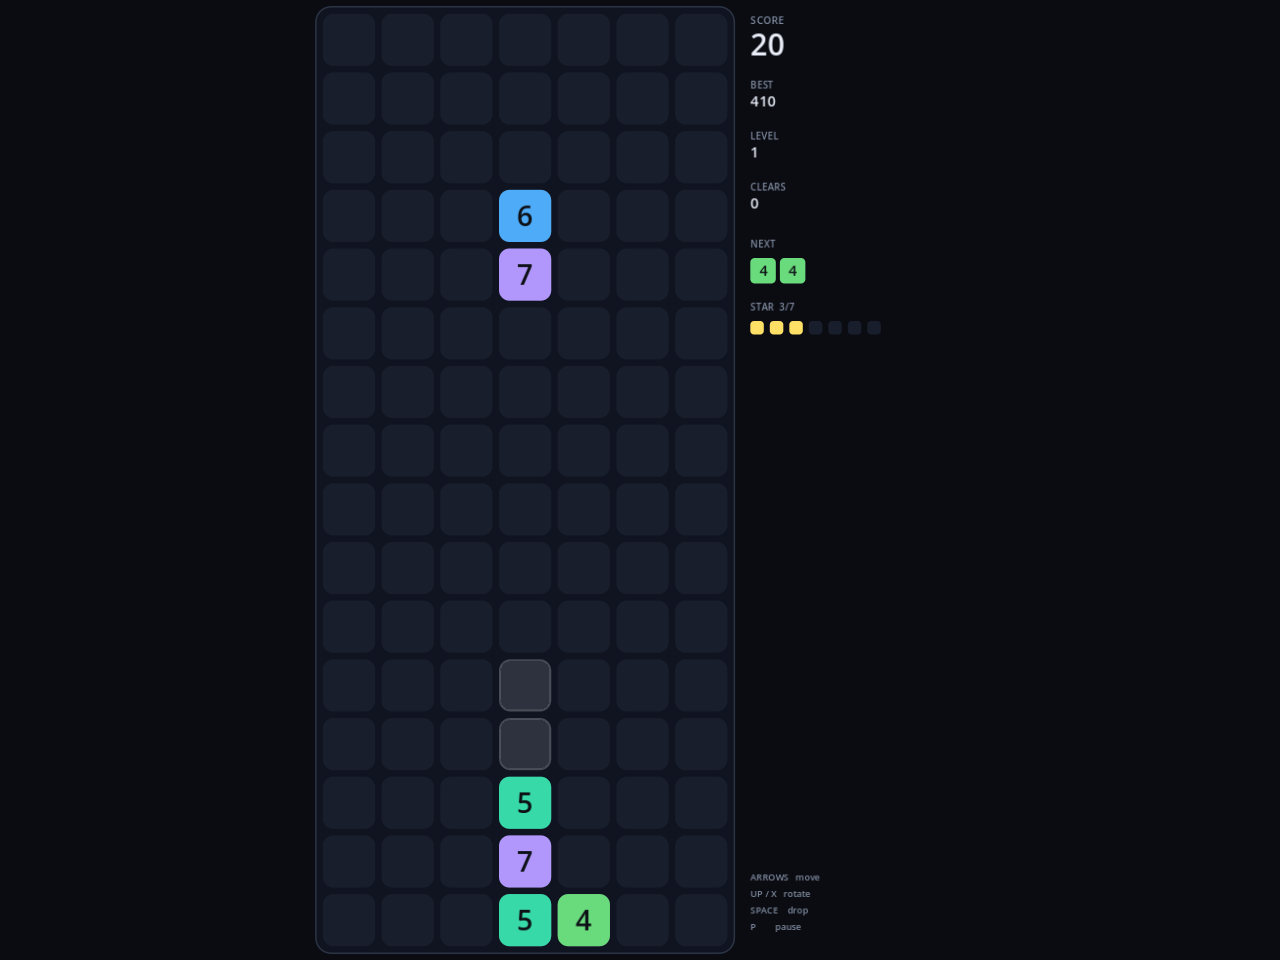 SCORE
20
BEST
410
LEVEL
1
CLEARS
0
NEXT
4 4
STAR 3/7
6
7
5
7
5 4
ARROWS move
UP / X rotate
SPACE drop
P pause